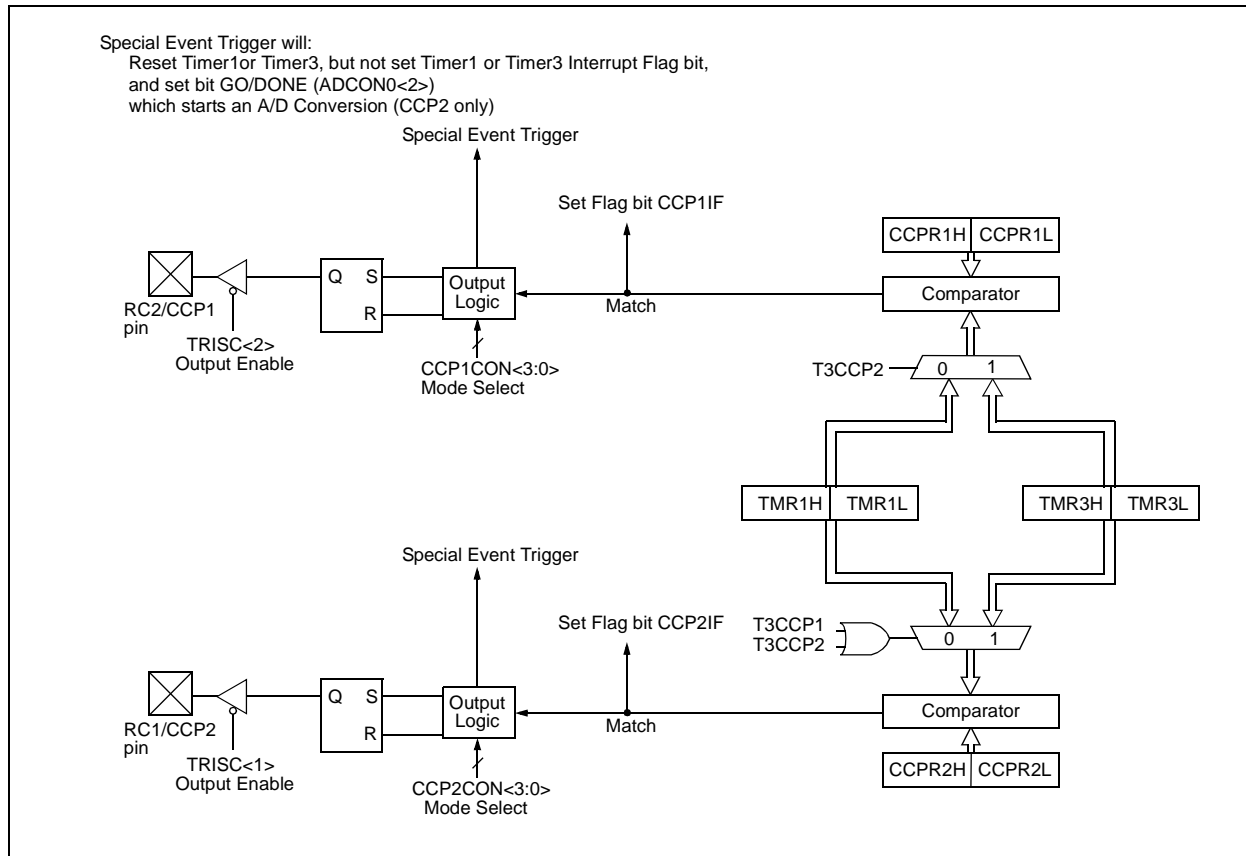 Special Event Trigger will:
Reset Timer1or Timer3, but not set Timer1 or Timer3 Interrupt Flag bit,
and set bit GO/DONE (ADCON0<2>)
which starts an A/D Conversion (CCP2 only)
Special Event Trigger
Set Flag bit CCP1IF
CCPR1H CCPR1L
Q S
R
Output
Logic
Comparator
RC2/CCP1
pin
Match
TRISC<2>
Output Enable
CCP1CON<3:0>
Mode Select
T3CCP2
0 1
TMR1H TMR1L
TMR3H TMR3L
Special Event Trigger
Set Flag bit CCP2IF
T3CCP1
T3CCP2
0 1
Q S
R
Output
Logic
Comparator
RC1/CCP2
pin
Match
TRISC<1>
Output Enable
CCP2CON<3:0>
Mode Select
CCPR2H CCPR2L